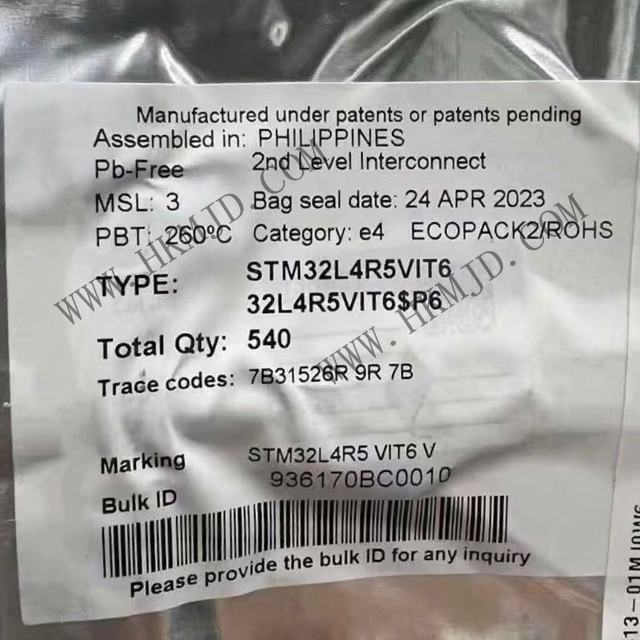 Manufactured under patents or patents pending
Assembled in: PHILIPPINES
Pb-Free 2nd Level Interconnect
MSL: 3 Bag seal date: 24 APR 2023
PBT: 260ºC Category: e4 ECOPACK2/ROHS
TYPE: STM32L4R5VIT6
32L4R5VIT6$P6
Total Qty: 540
Trace codes: 7B31526R 9R 7B
Marking STM32L4R5 VIT6 V
Bulk ID 936170BC0010
Please provide the bulk ID for any inquiry
WWW.HKMJD.COM
WWW.HKMJD.COM